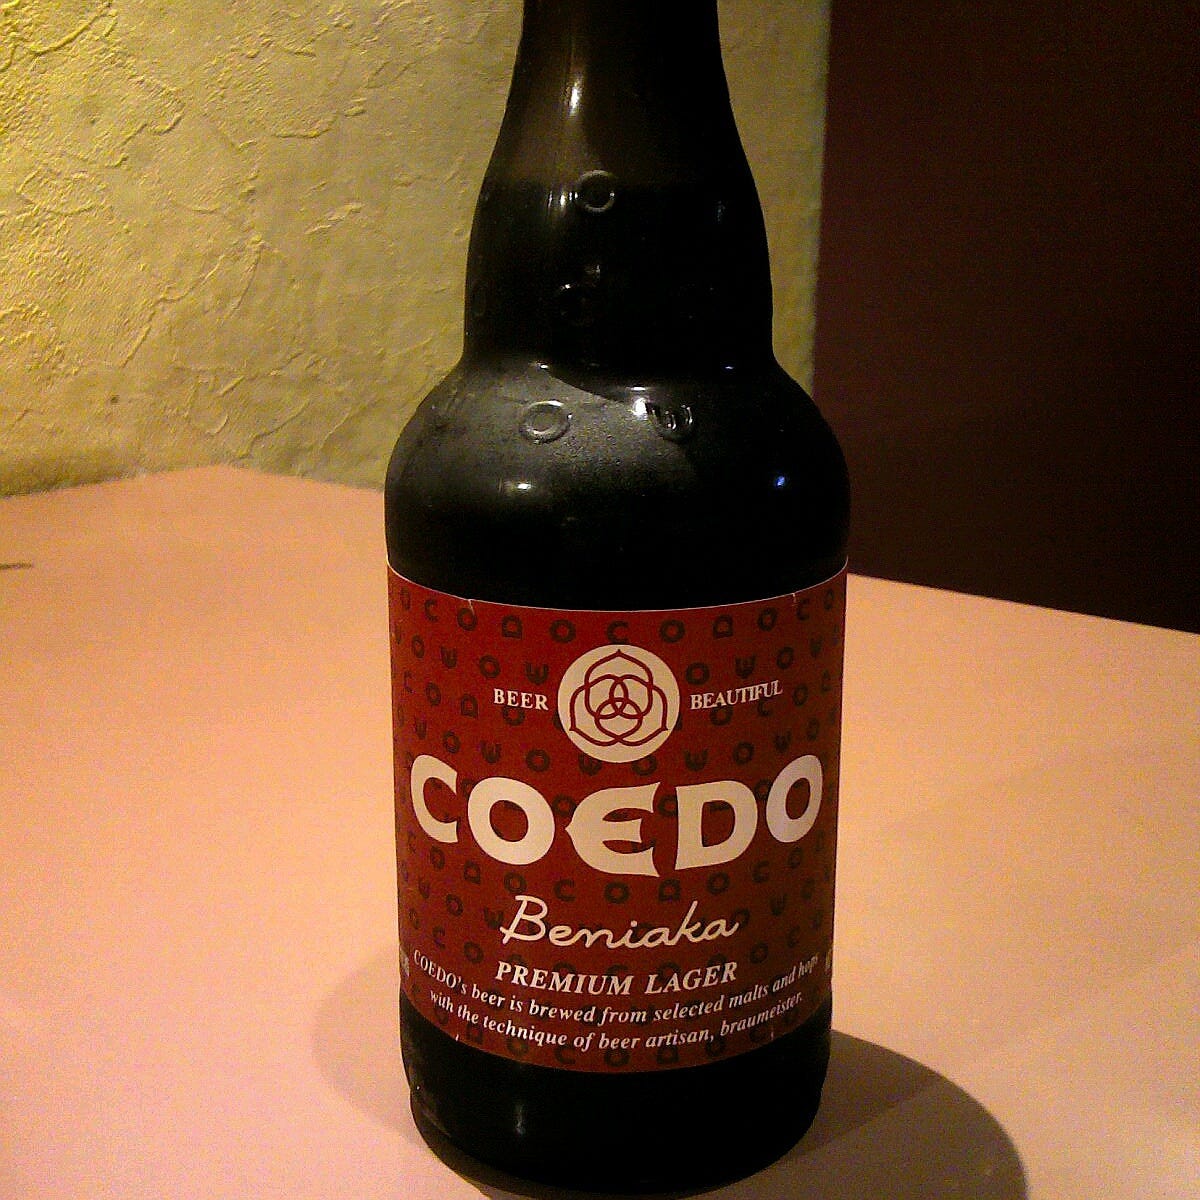 BEER BEAUTIFUL
COEDO
Beniaka
PREMIUM LAGER
COEDO's beer is brewed from selected malts and hops
with the technique of beer artisan, braumeister.